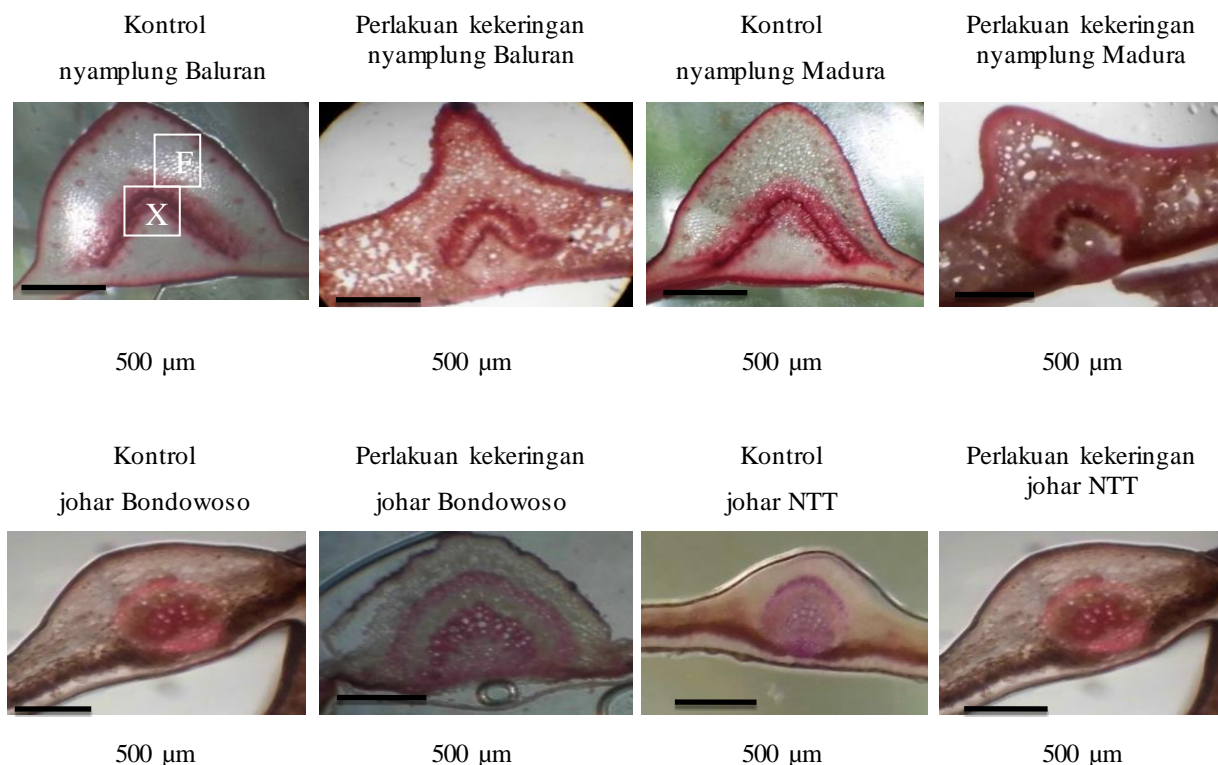 Kontrol
nyamplung Baluran
Perlakuan kekeringan
nyamplung Baluran
Kontrol
nyamplung Madura
Perlakuan kekeringan
nyamplung Madura
F
X
500 µm
500 µm
500 µm
500 µm
Kontrol
johar Bondowoso
Perlakuan kekeringan
johar Bondowoso
Kontrol
johar NTT
Perlakuan kekeringan
johar NTT
500 µm
500 µm
500 µm
500 µm